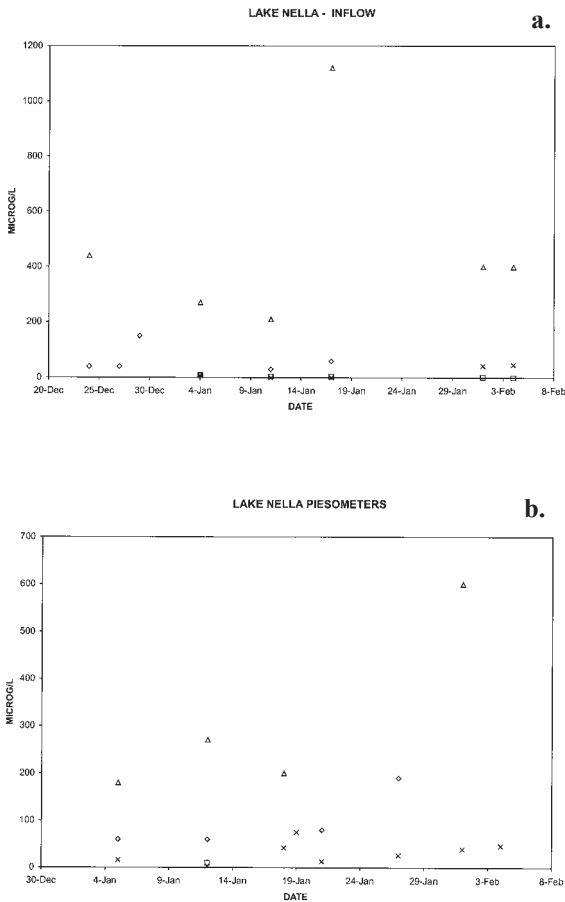 LAKE NELLA - INFLOW
a.
1200
1000
800
600
400
200
0
MICROG/L
20-Dec 25-Dec 30-Dec 4-Jan 9-Jan 14-Jan 19-Jan 24-Jan 29-Jan 3-Feb 8-Feb
DATE
LAKE NELLA PIESOMETERS
b.
700
600
500
400
300
200
100
0
MICROG/L
30-Dec 4-Jan 9-Jan 14-Jan 19-Jan 24-Jan 29-Jan 3-Feb 8-Feb
DATE